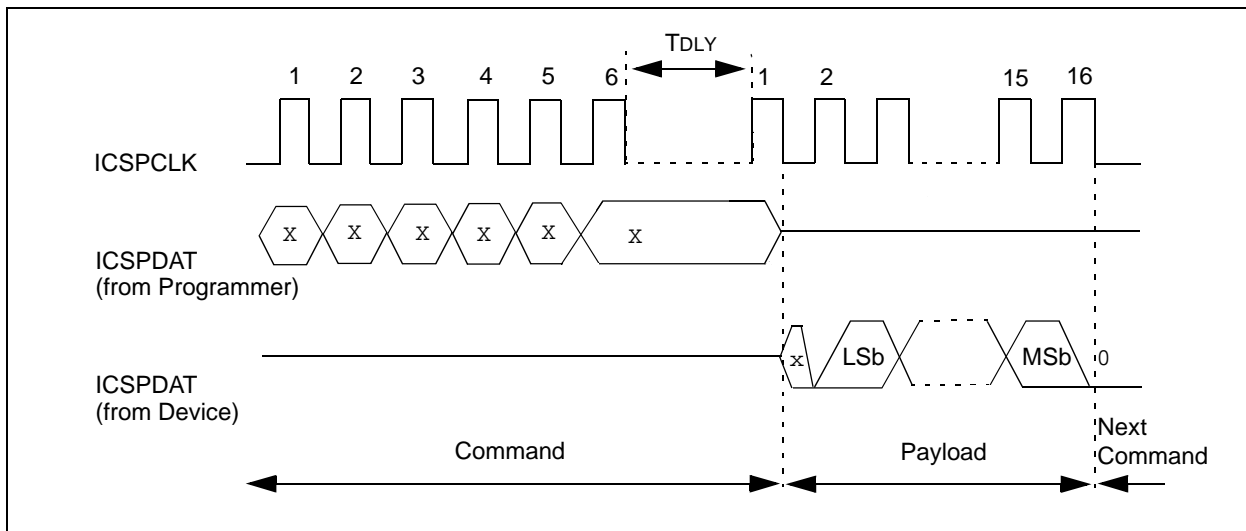 TDLY
1 2 3 4 5 6 1 2 15 16
ICSPCLK
x x x x x x
ICSPDAT
(from Programmer)
x LSb MSb 0
ICSPDAT
(from Device)
Command Payload Next
Command